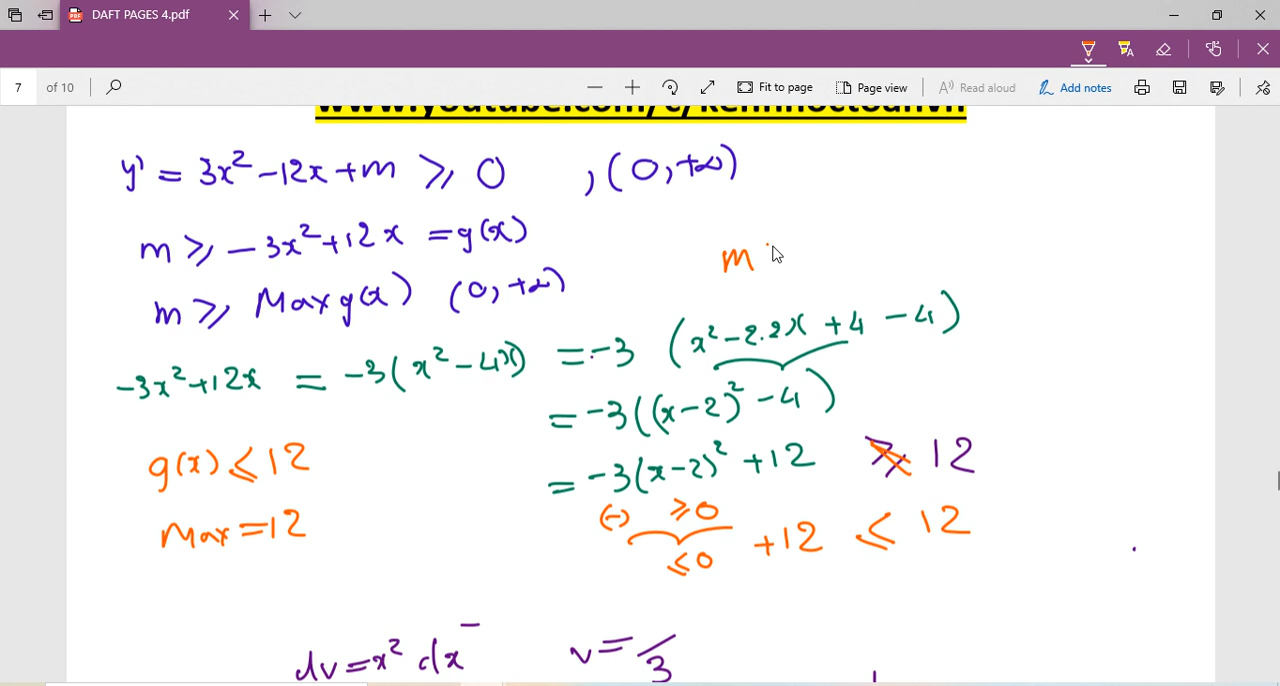 DAFT PAGES 4.pdf
7 of 10
Fit to page
Page view
Read aloud
Add notes
y' = 3x² - 12x + m ⩾ 0 , (0, +∞)
m ⩾ - 3x² + 12x = g(x)
m
m ⩾ Max g(x) (0, +∞)
-3x² + 12x = -3(x² - 4x) = -3 (x² - 2.2x + 4 - 4)
= -3((x-2)² - 4)
g(x) ⩽ 12
= -3(x-2)² + 12 12
(-) ⩾0
Max = 12
⩽0 +12 ⩽ 12
dv = x² dx
v = /3